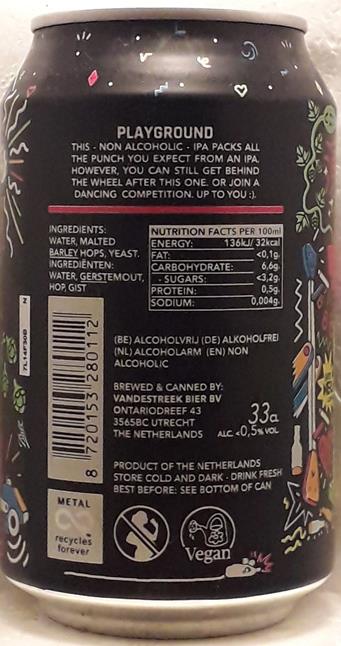 PLAYGROUND
THIS - NON ALCOHOLIC - IPA PACKS ALL
THE PUNCH YOU EXPECT FROM AN IPA.
HOWEVER, YOU CAN STILL GET BEHIND
THE WHEEL AFTER THIS ONE. OR JOIN A
DANCING COMPETITION. UP TO YOU :).
INGREDIENTS:
WATER, MALTED
BARLEY HOPS, YEAST.
INGREDIËNTEN:
WATER, GERSTEMOUT,
HOP, GIST
NUTRITION FACTS PER 100ml
ENERGY: 136kJ/ 32kcal
FAT: <0,1g.
CARBOHYDRATE: 6,6g.
- SUGARS: <3,2g.
PROTEIN: 0,5g.
SODIUM: 0,004g.
(BE) ALCOHOLVRIJ (DE) ALKOHOLFREI
(NL) ALCOHOLARM (EN) NON
ALCOHOLIC
BREWED & CANNED BY:
VANDESTREEK BIER BV
ONTARIODREEF 43
3565BC UTRECHT
THE NETHERLANDS
33CL
ALC. <0,5% VOL.
PRODUCT OF THE NETHERLANDS
STORE COLD AND DARK - DRINK FRESH
BEST BEFORE: SEE BOTTOM OF CAN
8 720153 280112
METAL
recycles
forever
Vegan